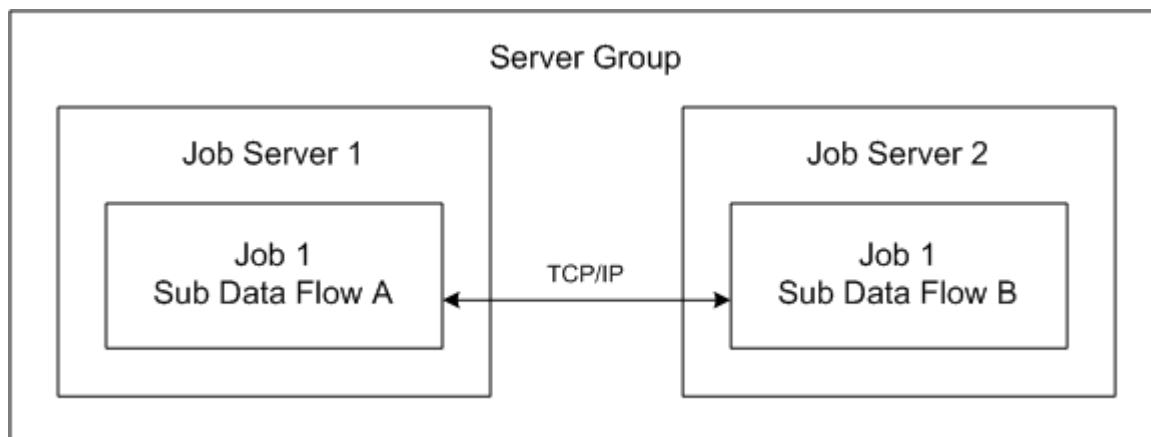 Server Group
Job Server 1
Job 1
Sub Data Flow A
TCP/IP
Job Server 2
Job 1
Sub Data Flow B